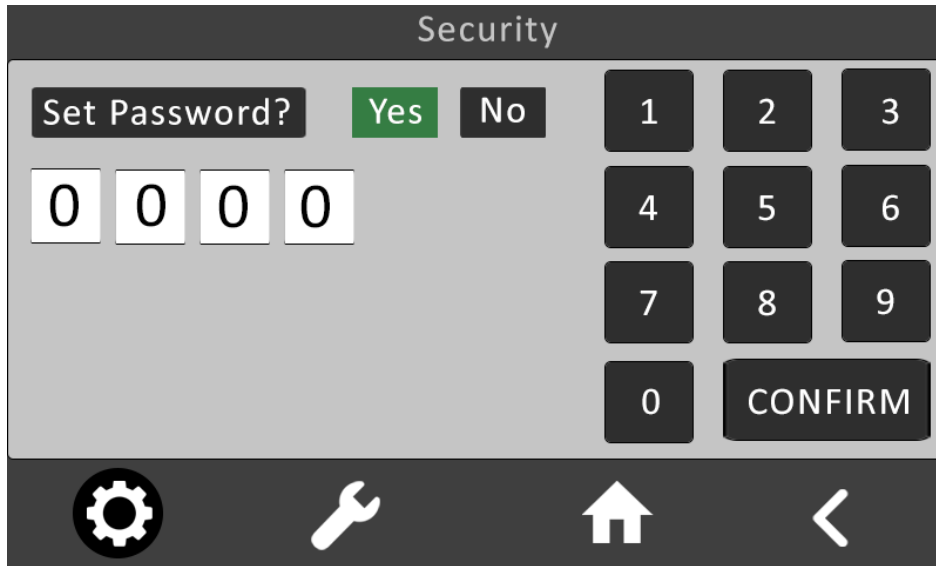 Security
Set Password? Yes No
0 0 0 0
1 2 3
4 5 6
7 8 9
0 CONFIRM